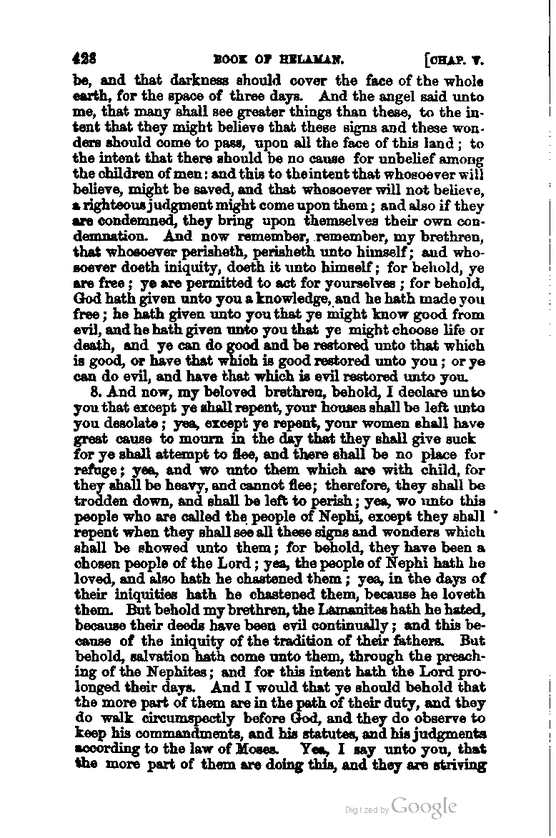 428 BOOK OF HELAMAN. [CHAP. V.
be, and that darkness should cover the face of the whole
earth, for the space of three days. And the angel said unto
me, that many shall see greater things than these, to the in-
tent that they might believe that these signs and these won-
ders should come to pass, upon all the face of this land; to
the intent that there should be no cause for unbelief among
the children of men: and this to the intent that whosoever will
believe, might be saved, and that whosoever will not believe,
a righteous judgment might come upon them; and also if they
are condemned, they bring upon themselves their own con-
demnation. And now remember, remember, my brethren,
that whosoever perisheth, perisheth unto himself; and who-
soever doeth iniquity, doeth it unto himself; for behold, ye
are free; ye are permitted to act for yourselves; for behold,
God hath given unto you a knowledge, and he hath made you
free; he hath given unto you that ye might know good from
evil, and he hath given unto you that ye might choose life or
death, and ye can do good and be restored unto that which
is good, or have that which is good restored unto you; or ye
can do evil, and have that which is evil restored unto you.
8. And now, my beloved brethren, behold, I declare unto
you that except ye shall repent, your houses shall be left unto
you desolate; yea, except ye repent, your women shall have
great cause to mourn in the day that they shall give suck
for ye shall attempt to flee, and there shall be no place for
refuge; yea, and wo unto them which are with child, for
they shall be heavy, and cannot flee; therefore, they shall be
trodden down, and shall be left to perish; yea, wo unto this
people who are called the people of Nephi, except they shall
repent when they shall see all these signs and wonders which
shall be showed unto them; for behold, they have been a
chosen people of the Lord; yea, the people of Nephi hath he
loved, and also hath he chastened them; yea, in the days of
their iniquities hath he chastened them, because he loveth
them. But behold my brethren, the Lamanites hath he hated,
because their deeds have been evil continually; and this be-
cause of the iniquity of the tradition of their fathers. But
behold, salvation hath come unto them, through the preach-
ing of the Nephites; and for this intent hath the Lord pro-
longed their days. And I would that ye should behold that
the more part of them are in the path of their duty, and they
do walk circumspectly before God, and they do observe to
keep his commandments, and his statutes, and his judgments
according to the law of Moses. Yea, I say unto you, that
the more part of them are doing this, and they are striving
Digitized by Google